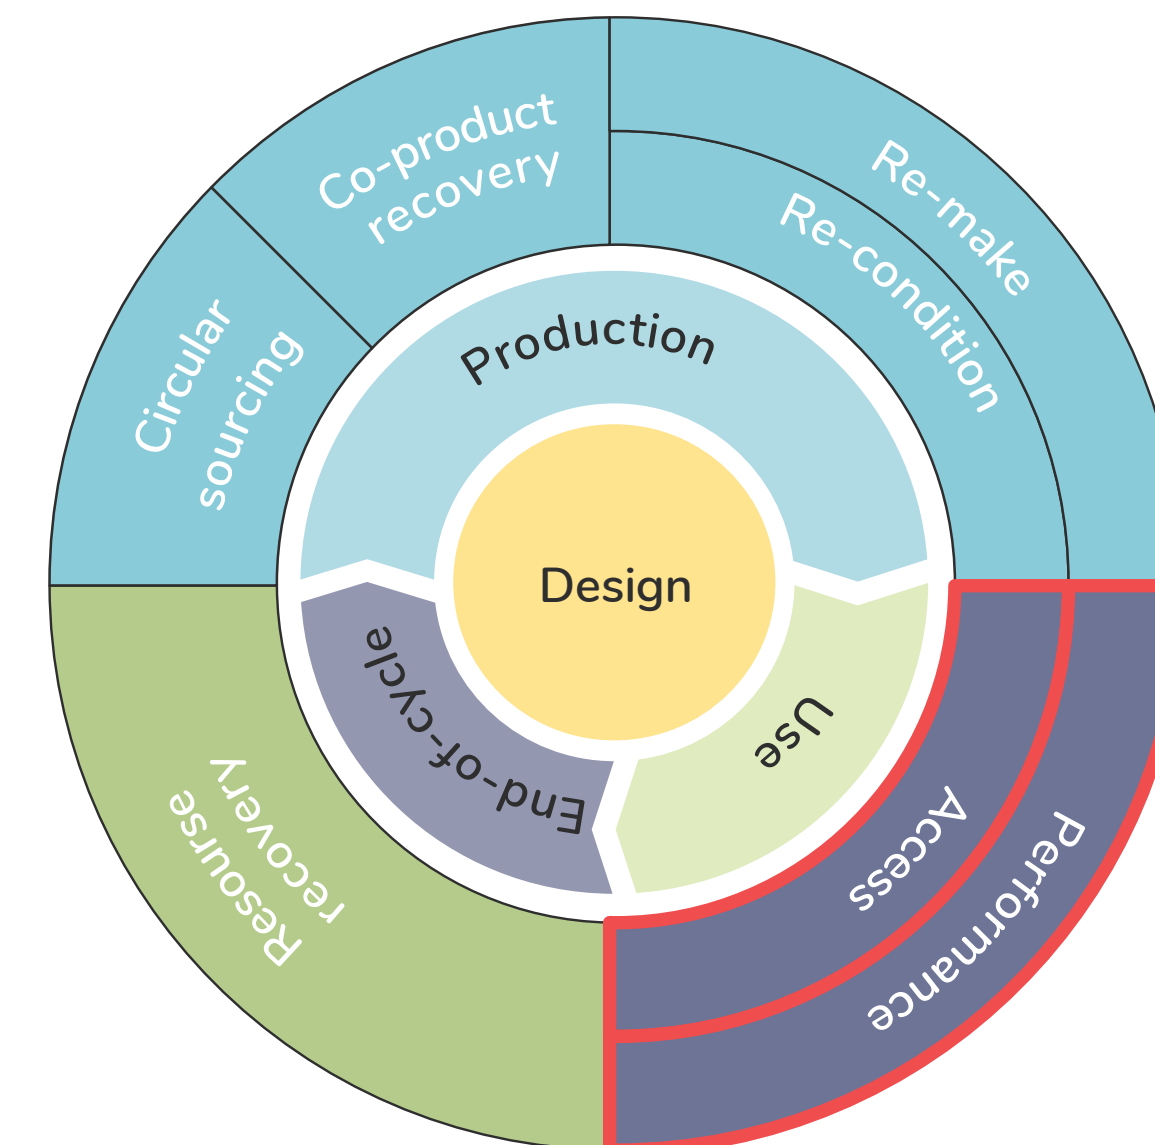 Co-product
recovery
Re-make
Re-condition
Circular
sourcing
Production
Design
End-of-cycle
Use
Resourse
recovery
Access
Performance